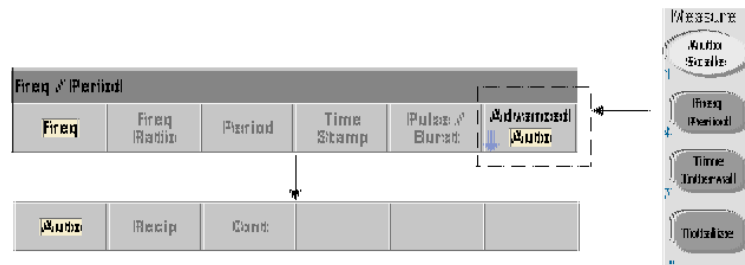 Measure
Auto
Scale
Freq / Period
Freq
Freq
Ratio
Period
Time
Stamp
Pulse /
Burst
Advanced
Auto
Freq
Period
Time
Interval
Totalize
Auto
Recip
Cont